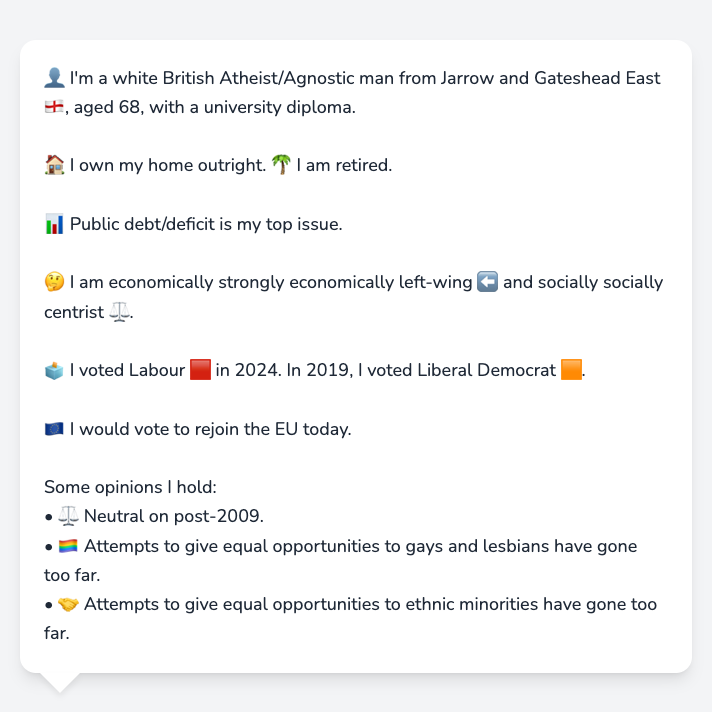 👤 I'm a white British Atheist/Agnostic man from Jarrow and Gateshead East
🏴󠁧󠁢󠁥󠁮󠁧󠁿, aged 68, with a university diploma.
🏠 I own my home outright. 🌴 I am retired.
📊 Public debt/deficit is my top issue.
🤔 I am economically strongly economically left-wing ⬅️ and socially socially
centrist ⚖️.
🗳️ I voted Labour 🟥 in 2024. In 2019, I voted Liberal Democrat 🟧.
🇪🇺 I would vote to rejoin the EU today.
Some opinions I hold:
• ⚖️ Neutral on post-2009.
• 🏳️‍🌈 Attempts to give equal opportunities to gays and lesbians have gone
too far.
• 🤝 Attempts to give equal opportunities to ethnic minorities have gone too
far.